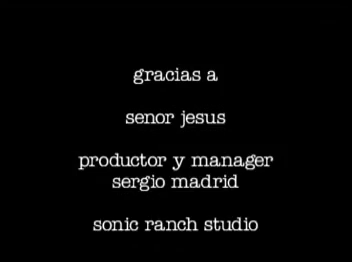 gracias a
senor jesus
productor y manager
sergio madrid
sonic ranch studio